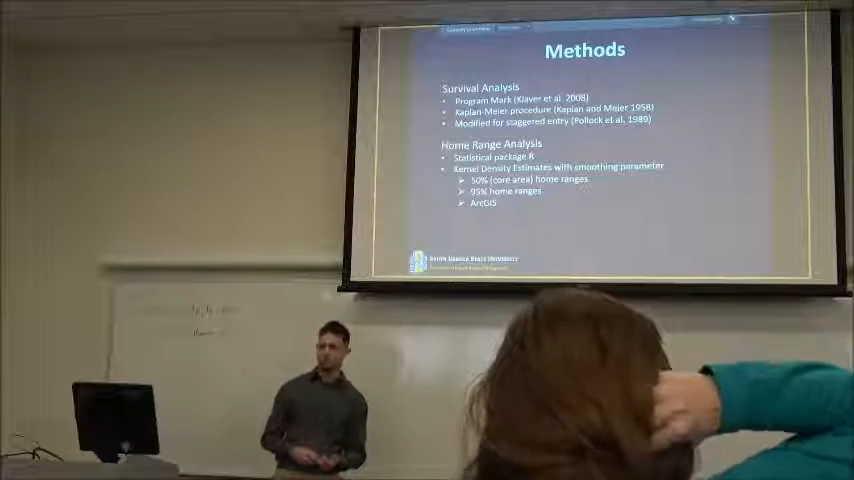 Methods
Survival Analysis
• Program Mark (Klaver et al. 2008)
• Kaplan-Meier procedure (Kaplan and Meier 1958)
• Modified for staggered entry (Pollock et al. 1989)
Home Range Analysis
• Statistical package R
• Kernel Density Estimates with smoothing parameter
➢ 50% (core area) home ranges
➢ 95% home ranges
➢ ArcGIS
South Dakota State University